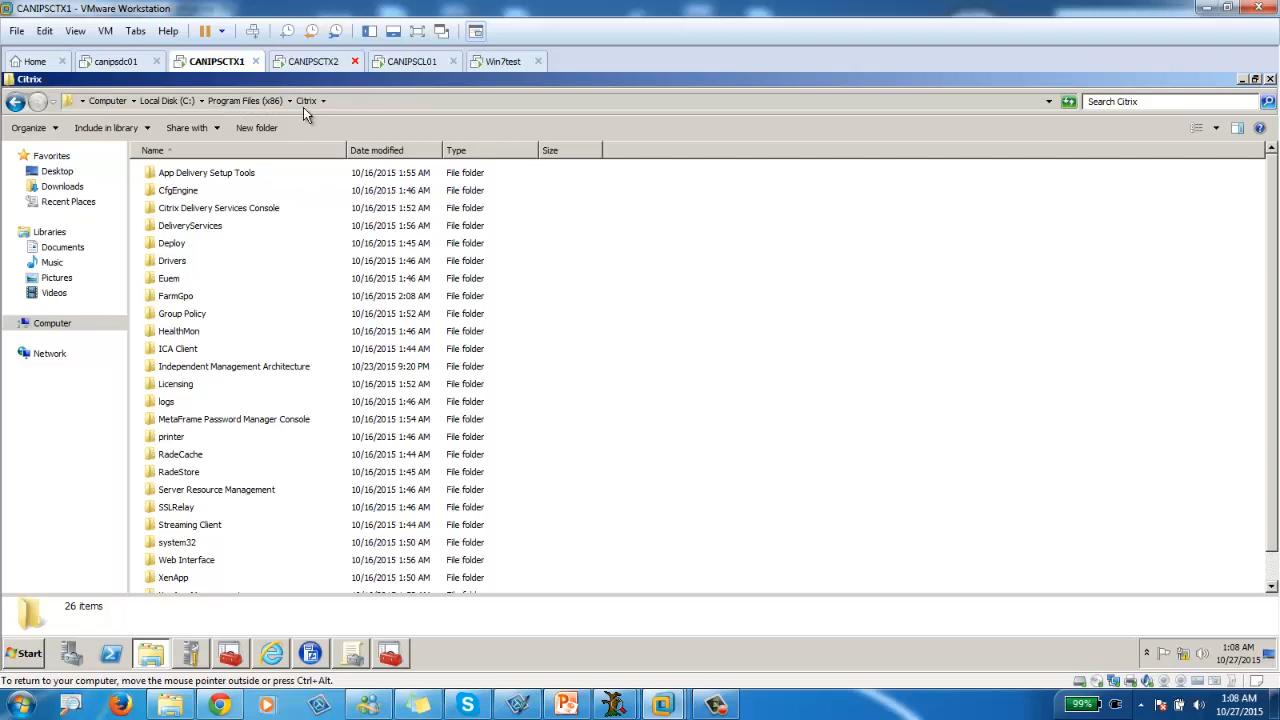 CANIPSCTX1 - VMware Workstation
File Edit View VM Tabs Help
Home canipsdc01 CANIPSCTX1 CANIPSCTX2 CANIPSCL01 Win7test
Citrix
Computer Local Disk (C:) Program Files (x86) Citrix Search Citrix
Organize Include in library Share with New folder
Name Date modified Type Size
Favorites
Desktop
Downloads
Recent Places
Libraries
Documents
Music
Pictures
Videos
Computer
Network
App Delivery Setup Tools 10/16/2015 1:55 AM File folder
CfgEngine 10/16/2015 1:46 AM File folder
Citrix Delivery Services Console 10/16/2015 1:52 AM File folder
DeliveryServices 10/16/2015 1:56 AM File folder
Deploy 10/16/2015 1:45 AM File folder
Drivers 10/16/2015 1:46 AM File folder
Euem 10/16/2015 1:46 AM File folder
FarmGpo 10/16/2015 2:08 AM File folder
Group Policy 10/16/2015 1:52 AM File folder
HealthMon 10/16/2015 1:46 AM File folder
ICA Client 10/16/2015 1:44 AM File folder
Independent Management Architecture 10/23/2015 9:20 PM File folder
Licensing 10/16/2015 1:52 AM File folder
logs 10/16/2015 1:46 AM File folder
MetaFrame Password Manager Console 10/16/2015 1:54 AM File folder
printer 10/16/2015 1:46 AM File folder
RadeCache 10/16/2015 1:44 AM File folder
RadeStore 10/16/2015 1:45 AM File folder
Server Resource Management 10/16/2015 1:46 AM File folder
SSLRelay 10/16/2015 1:46 AM File folder
Streaming Client 10/16/2015 1:44 AM File folder
system32 10/16/2015 1:50 AM File folder
Web Interface 10/16/2015 1:56 AM File folder
XenApp 10/16/2015 1:50 AM File folder
26 items
Start
1:08 AM
10/27/2015
To return to your computer, move the mouse pointer outside or press Ctrl+Alt.
99%
1:08 AM
10/27/2015